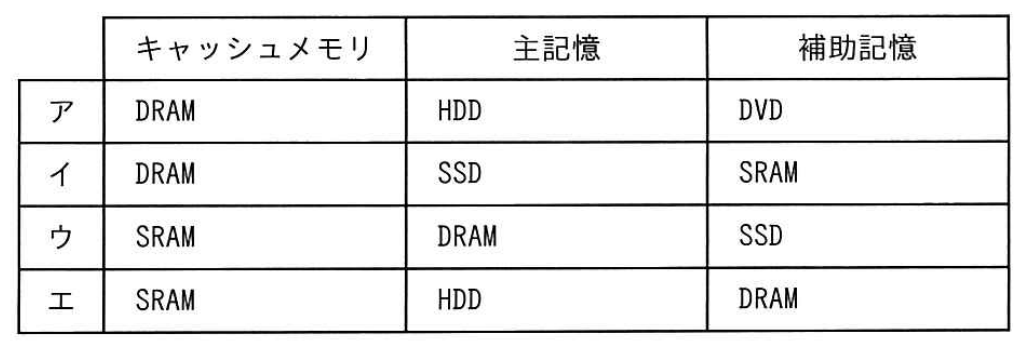 キャッシュメモリ 主記憶 補助記憶
ア DRAM HDD DVD
イ DRAM SSD SRAM
ウ SRAM DRAM SSD
エ SRAM HDD DRAM